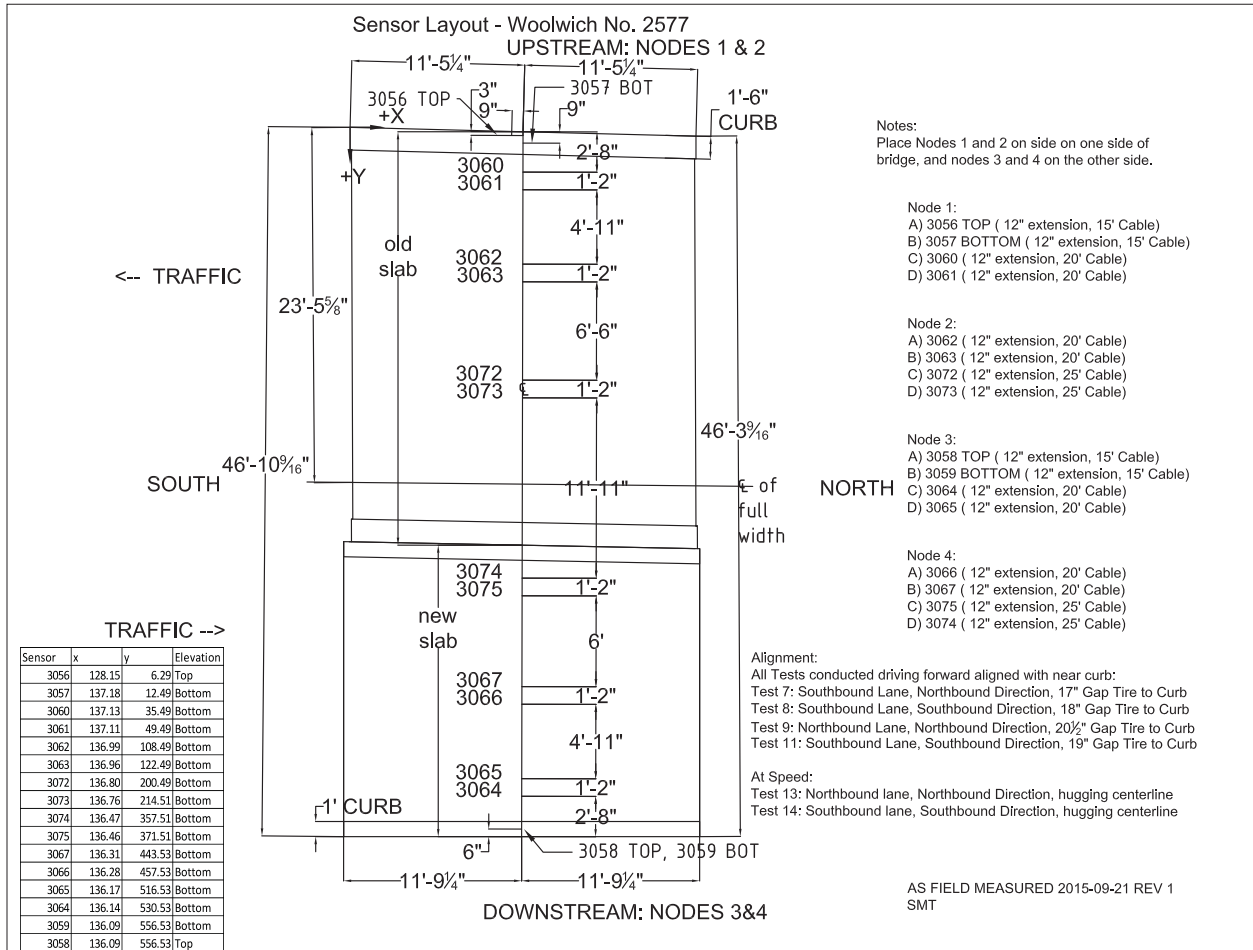 Sensor Layout - Woolwich No. 2577
UPSTREAM: NODES 1 & 2
11'-5¼"
11'-5¼"
3"
3057 BOT
3056 TOP
9"
9"
1'-6"
CURB
+X
+Y
2'-8"
3060
3061
1'-2"
4'-11"
old
slab
3062
3063
1'-2"
<-- TRAFFIC
23'-5⅝"
6'-6"
3072
3073
℄
1'-2"
46'-3⁹⁄₁₆"
46'-10⁹⁄₁₆"
SOUTH
11'-11"
℄ of
full
width
NORTH
3074
3075
1'-2"
new
slab
6'
TRAFFIC -->
3067
3066
1'-2"
4'-11"
3065
3064
1'-2"
1' CURB
2'-8"
6"
3058 TOP, 3059 BOT
11'-9¼"
11'-9¼"
DOWNSTREAM: NODES 3&4
Sensor x y Elevation
3056 128.15 6.29 Top
3057 137.18 12.49 Bottom
3060 137.13 35.49 Bottom
3061 137.11 49.49 Bottom
3062 136.99 108.49 Bottom
3063 136.96 122.49 Bottom
3072 136.80 200.49 Bottom
3073 136.76 214.51 Bottom
3074 136.47 357.51 Bottom
3075 136.46 371.51 Bottom
3067 136.31 443.53 Bottom
3066 136.28 457.53 Bottom
3065 136.17 516.53 Bottom
3064 136.14 530.53 Bottom
3059 136.09 556.53 Bottom
3058 136.09 556.53 Top
Notes:
Place Nodes 1 and 2 on side on one side of
bridge, and nodes 3 and 4 on the other side.
Node 1:
A) 3056 TOP ( 12" extension, 15' Cable)
B) 3057 BOTTOM ( 12" extension, 15' Cable)
C) 3060 ( 12" extension, 20' Cable)
D) 3061 ( 12" extension, 20' Cable)
Node 2:
A) 3062 ( 12" extension, 20' Cable)
B) 3063 ( 12" extension, 20' Cable)
C) 3072 ( 12" extension, 25' Cable)
D) 3073 ( 12" extension, 25' Cable)
Node 3:
A) 3058 TOP ( 12" extension, 15' Cable)
B) 3059 BOTTOM ( 12" extension, 15' Cable)
C) 3064 ( 12" extension, 20' Cable)
D) 3065 ( 12" extension, 20' Cable)
Node 4:
A) 3066 ( 12" extension, 20' Cable)
B) 3067 ( 12" extension, 20' Cable)
C) 3075 ( 12" extension, 25' Cable)
D) 3074 ( 12" extension, 25' Cable)
Alignment:
All Tests conducted driving forward aligned with near curb:
Test 7: Southbound Lane, Northbound Direction, 17" Gap Tire to Curb
Test 8: Southbound Lane, Southbound Direction, 18" Gap Tire to Curb
Test 9: Northbound Lane, Northbound Direction, 20½" Gap Tire to Curb
Test 11: Southbound Lane, Southbound Direction, 19" Gap Tire to Curb
At Speed:
Test 13: Northbound lane, Northbound Direction, hugging centerline
Test 14: Southbound lane, Southbound Direction, hugging centerline
AS FIELD MEASURED 2015-09-21 REV 1
SMT